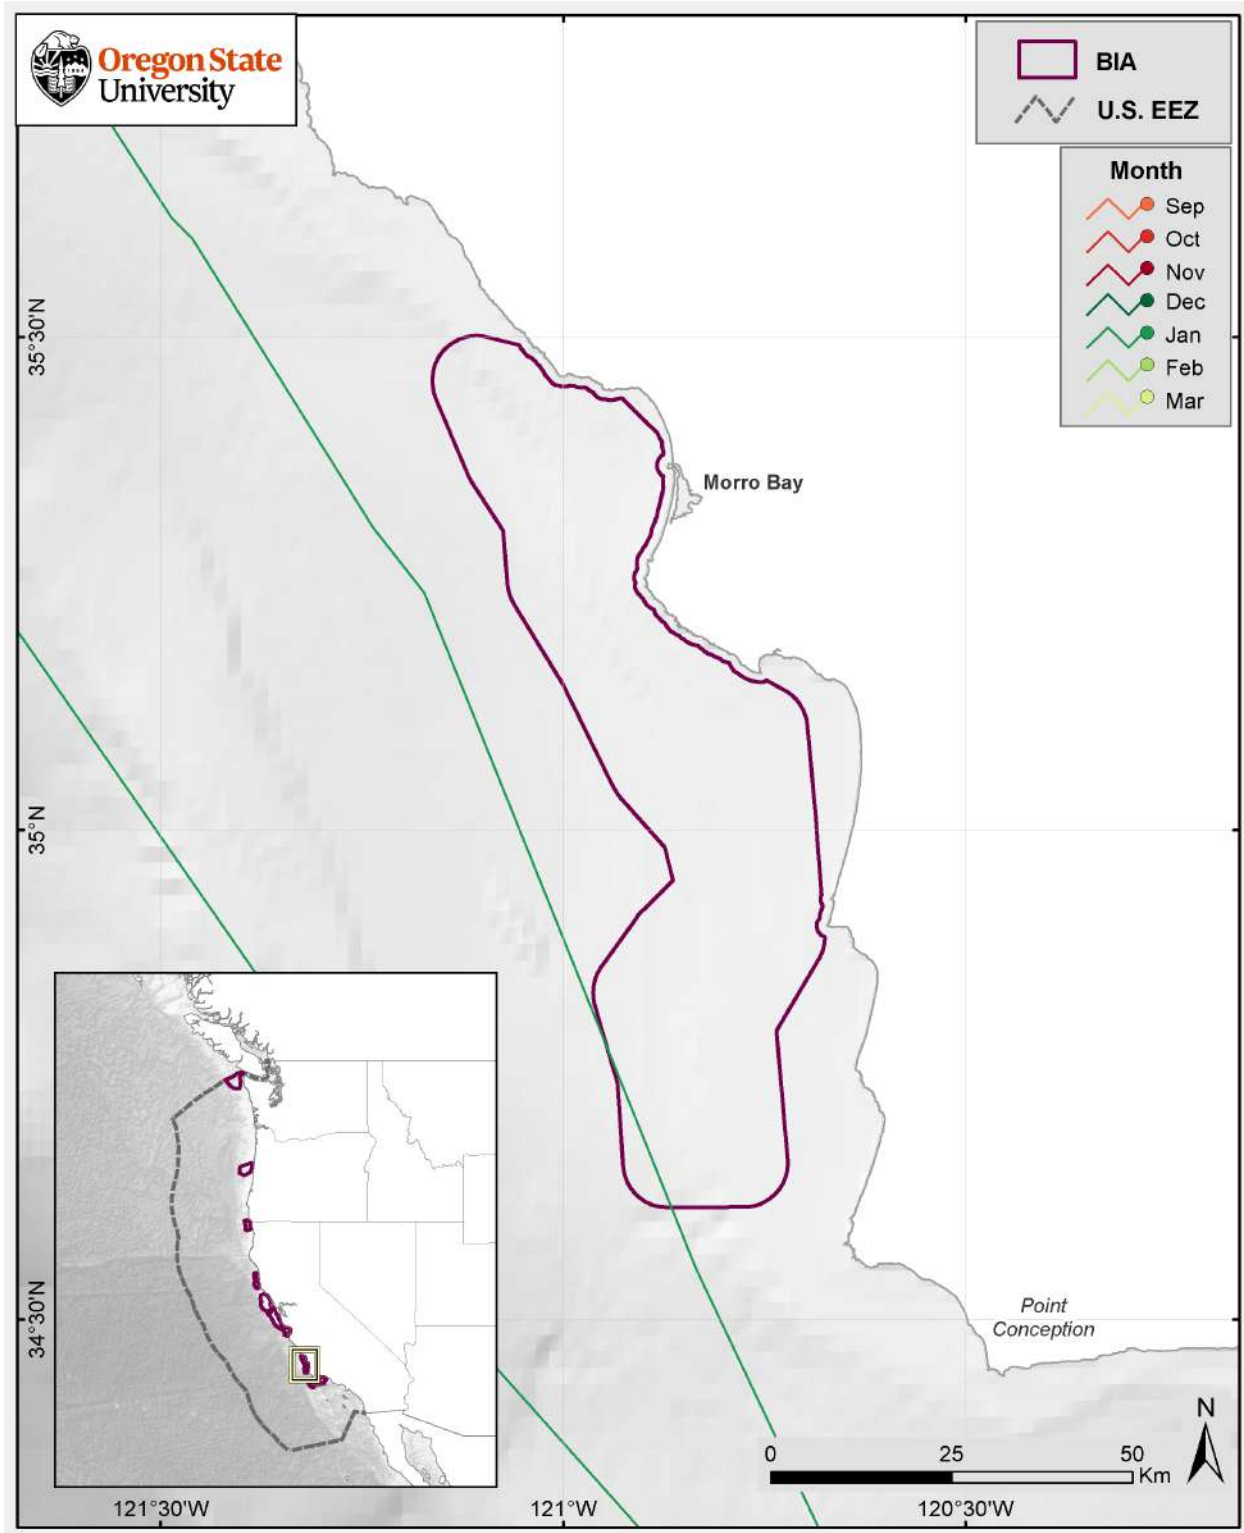 Oregon State
University
BIA
U.S. EEZ
Month
Sep
Oct
Nov
Dec
Jan
Feb
Mar
35°30'N
Morro Bay
35°N
34°30'N
Point
Conception
N
0 25 50
Km
121°30'W 121°W 120°30'W